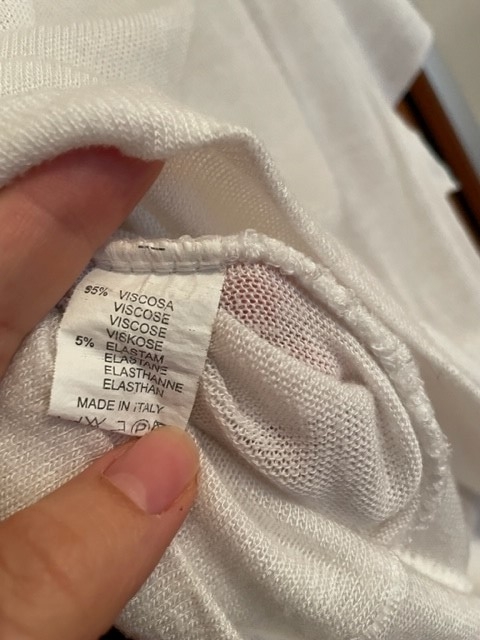 95% VISCOSA
VISCOSE
VISCOSE
VISKOSE
5% ELASTAM
ELASTANE
ELASTHANNE
ELASTHAN
MADE IN ITALY